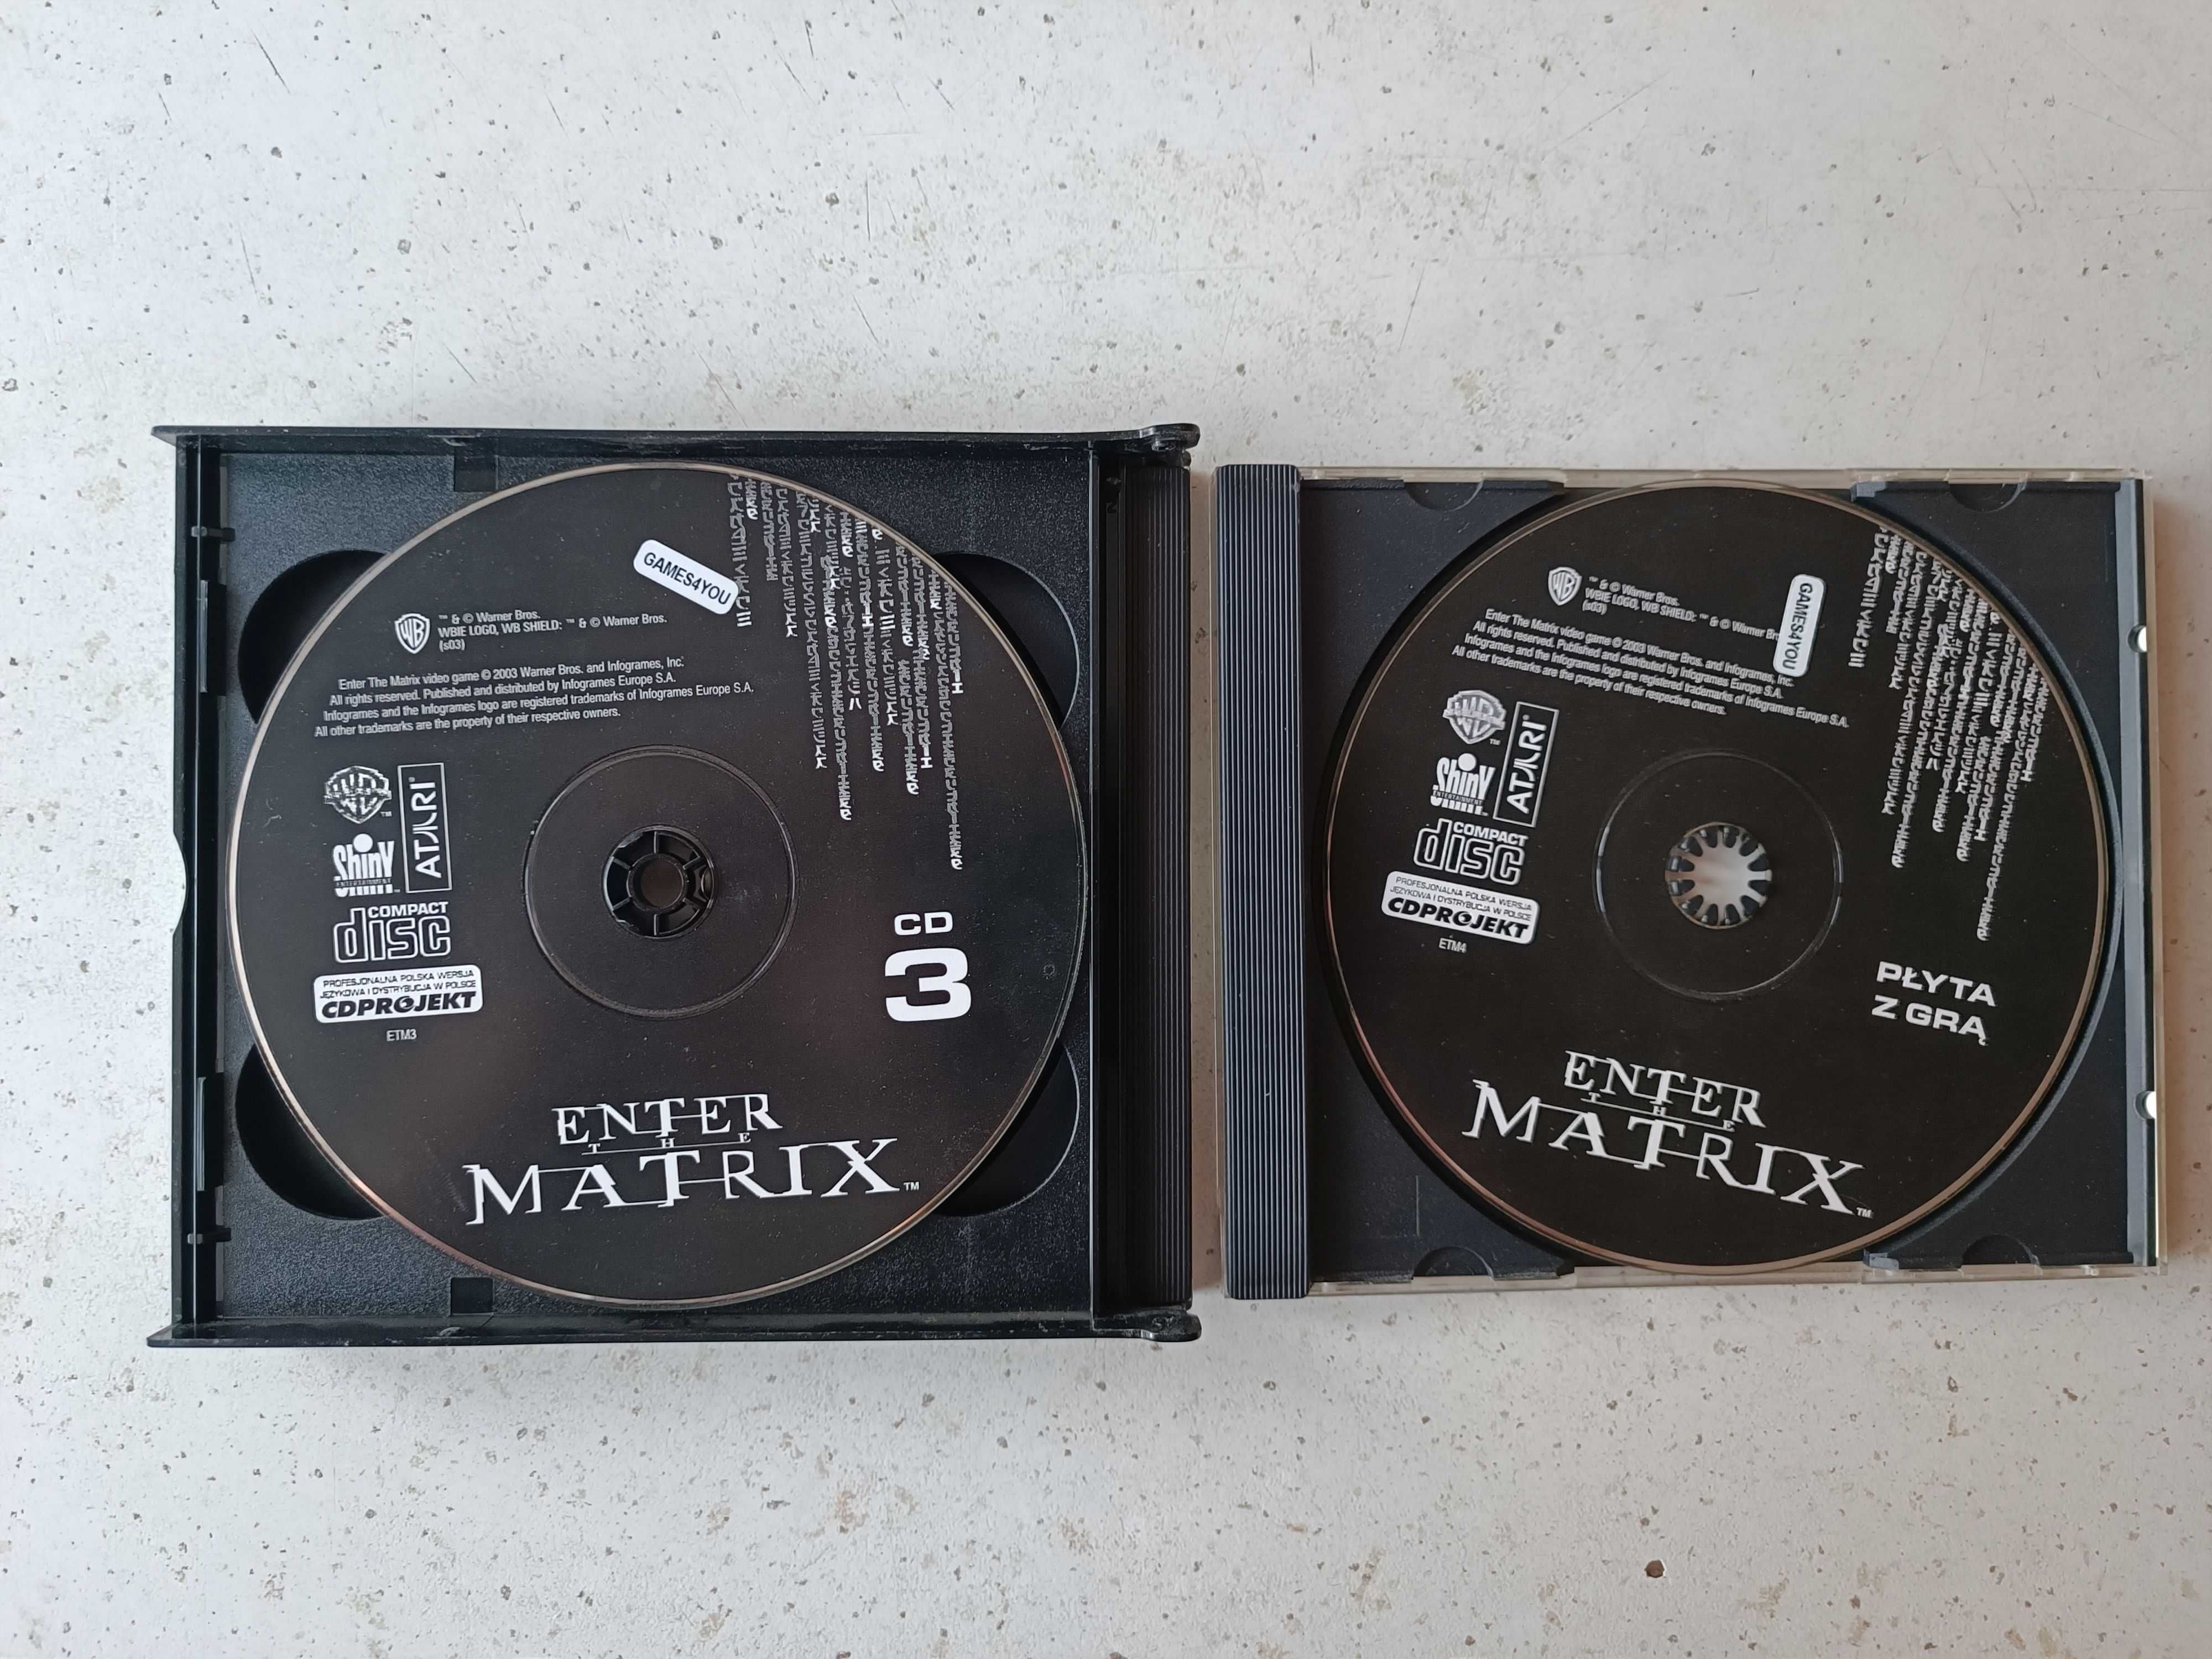 GAMES4YOU
™ & © Warner Bros.
WBIE LOGO, WB SHIELD: ™ & © Warner Bros.
(s03)
Enter The Matrix video game © 2003 Warner Bros. and Infogrames, Inc.
All rights reserved. Published and distributed by Infogrames Europe S.A.
Infogrames and the Infogrames logo are registered trademarks of Infogrames Europe S.A.
All other trademarks are the property of their respective owners.
WB™
ATARI
Shiny
ENTERTAINMENT™
COMPACT
disc
PROFESJONALNA POLSKA WERSJA
JĘZYKOWA I DYSTRYBUCJA W POLSCE
CDPROJEKT
ETM3
CD
3
ENTER
THE
MATRIX™
GAMES4YOU
™ & © Warner Bros.
WBIE LOGO, WB SHIELD: ™ & © Warner Br
(s03)
Enter The Matrix video game © 2003 Warner Bros. and Infogrames, Inc.
All rights reserved. Published and distributed by Infogrames Europe S.A.
Infogrames and the Infogrames logo are registered trademarks of Infogrames Europe S.A.
All other trademarks are the property of their respective owners.
WB™
ATARI
Shiny
ENTERTAINMENT™
COMPACT
disc
PROFESJONALNA POLSKA WERSJA
JĘZYKOWA I DYSTRYBUCJA W POLSCE
CDPROJEKT
ETM4
PŁYTA
Z GRĄ
ENTER
THE
MATRIX™